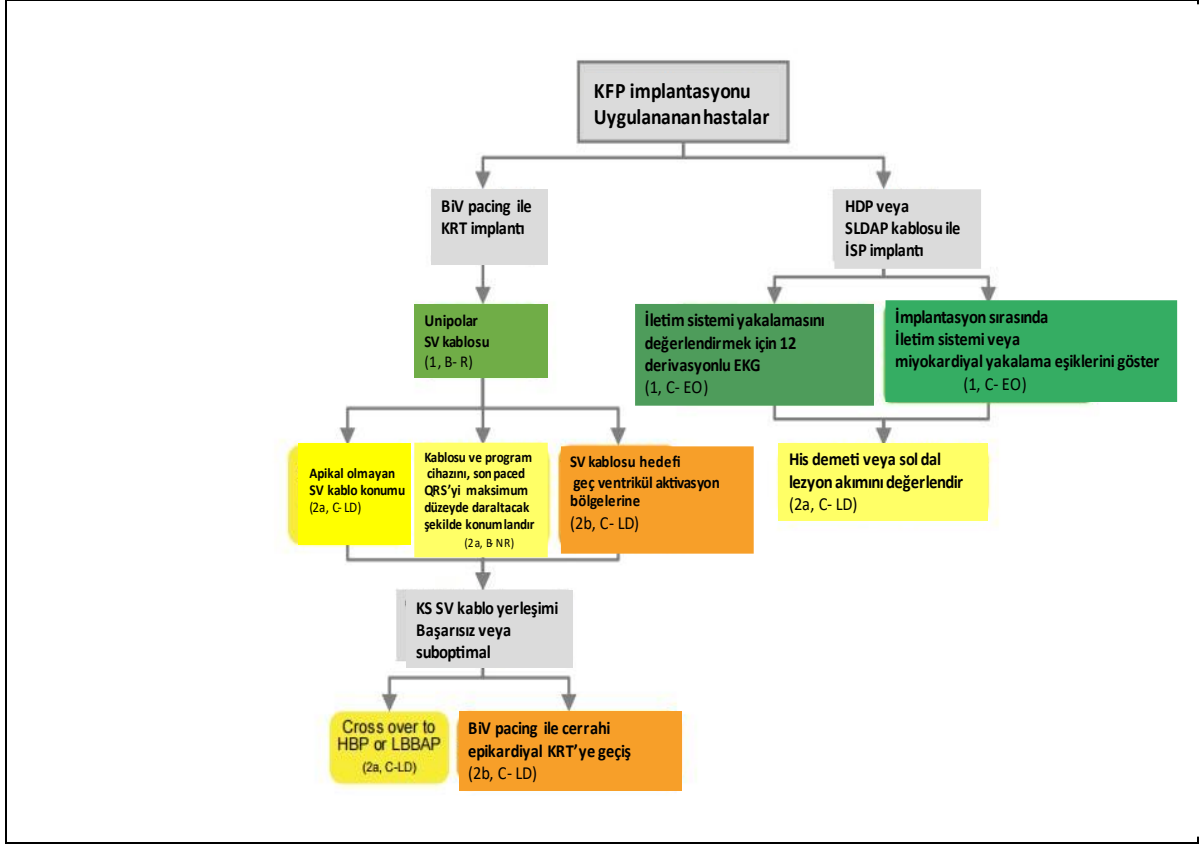 KFP implantasyonu
Uygulananan hastalar
BiV pacing ile
KRT implantı
HDP veya
SLDAP kablosu ile
İSP implantı
Unipolar
SV kablosu
(1, B- R)
İletim sistemi yakalamasını
değerlendirmek için 12
derivasyonlu EKG
(1, C- EO)
İmplantasyon sırasında
İletim sistemi veya
miyokardiyal yakalama eşiklerini göster
(1, C- EO)
Apikal olmayan
SV kablo konumu
(2a, C- LD)
Kablosu ve program
cihazını, son paced
QRS'yi maksimum
düzeyde daraltacak
şekilde konumlandır
(2a, B- NR)
SV kablosu hedefi
geç ventrikül aktivasyon
bölgelerine
(2b, C- LD)
His demeti veya sol dal
lezyon akımını değerlendir
(2a, C- LD)
KS SV kablo yerleşimi
Başarısız veya
suboptimal
Cross over to
HBP or LBBAP
(2a, C-LD)
BiV pacing ile cerrahi
epikardiyal KRT'ye geçiş
(2b, C- LD)